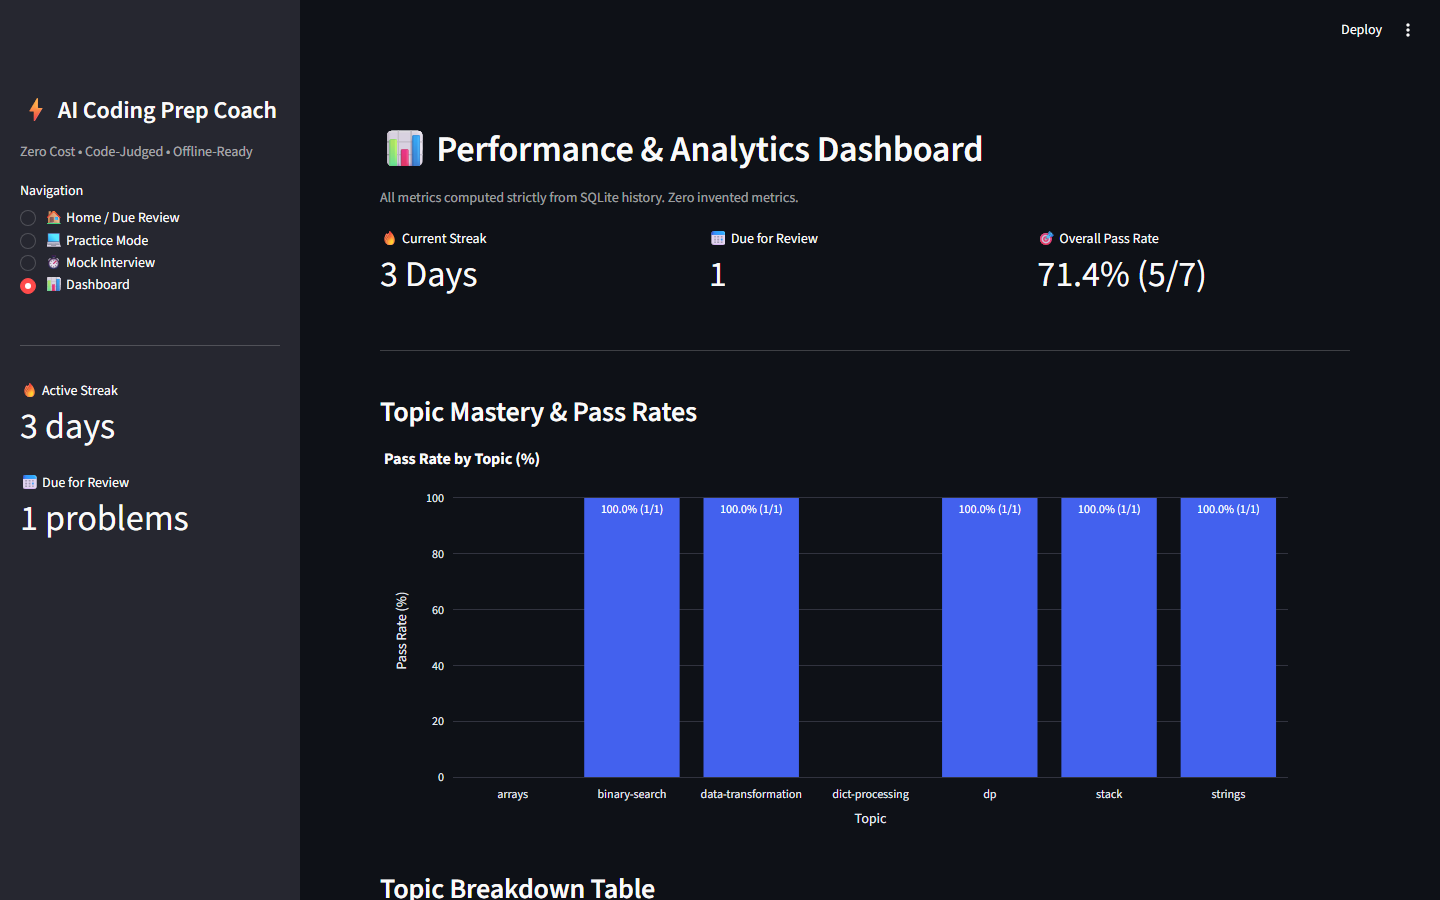 Deploy
AI Coding Prep Coach
Zero Cost • Code-Judged • Offline-Ready
Navigation
Home / Due Review
Practice Mode
Mock Interview
Dashboard
Active Streak
3 days
Due for Review
1 problems
Performance & Analytics Dashboard
All metrics computed strictly from SQLite history. Zero invented metrics.
Current Streak
3 Days
Due for Review
1
Overall Pass Rate
71.4% (5/7)
Topic Mastery & Pass Rates
Pass Rate by Topic (%)
Pass Rate (%)
100
80
60
40
20
0
100.0% (1/1)
100.0% (1/1)
100.0% (1/1)
100.0% (1/1)
100.0% (1/1)
arrays
binary-search
data-transformation
dict-processing
dp
stack
strings
Topic
Topic Breakdown Table